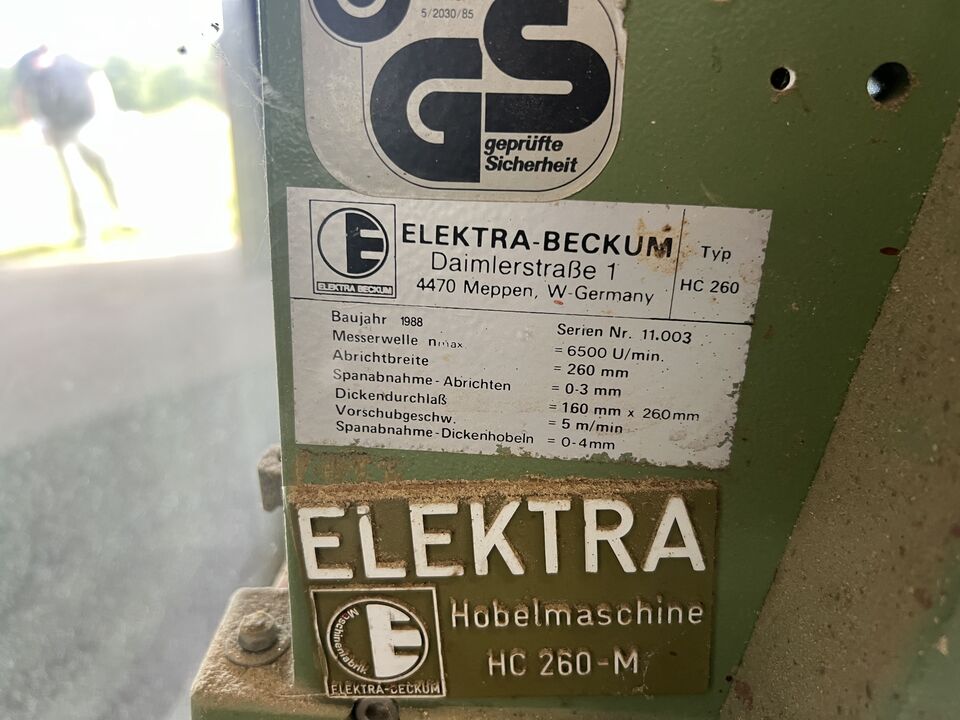 5/2030/85
GS
geprüfte
Sicherheit
ELEKTRA BECKUM
ELEKTRA-BECKUM
Daimlerstraße 1
4470 Meppen, W-Germany
Typ
HC 260
Baujahr 1988 Serien Nr. 11.003
Messerwelle nmax = 6500 U/min.
Abrichtbreite = 260 mm
Spanabnahme-Abrichten = 0-3 mm
Dickendurchlaß = 160 mm x 260mm
Vorschubgeschw. = 5 m/min
Spanabnahme-Dickenhobeln = 0-4mm
ELEKTRA
Maschinenfabrik
E
ELEKTRA-BECKUM
Hobelmaschine
HC 260-M